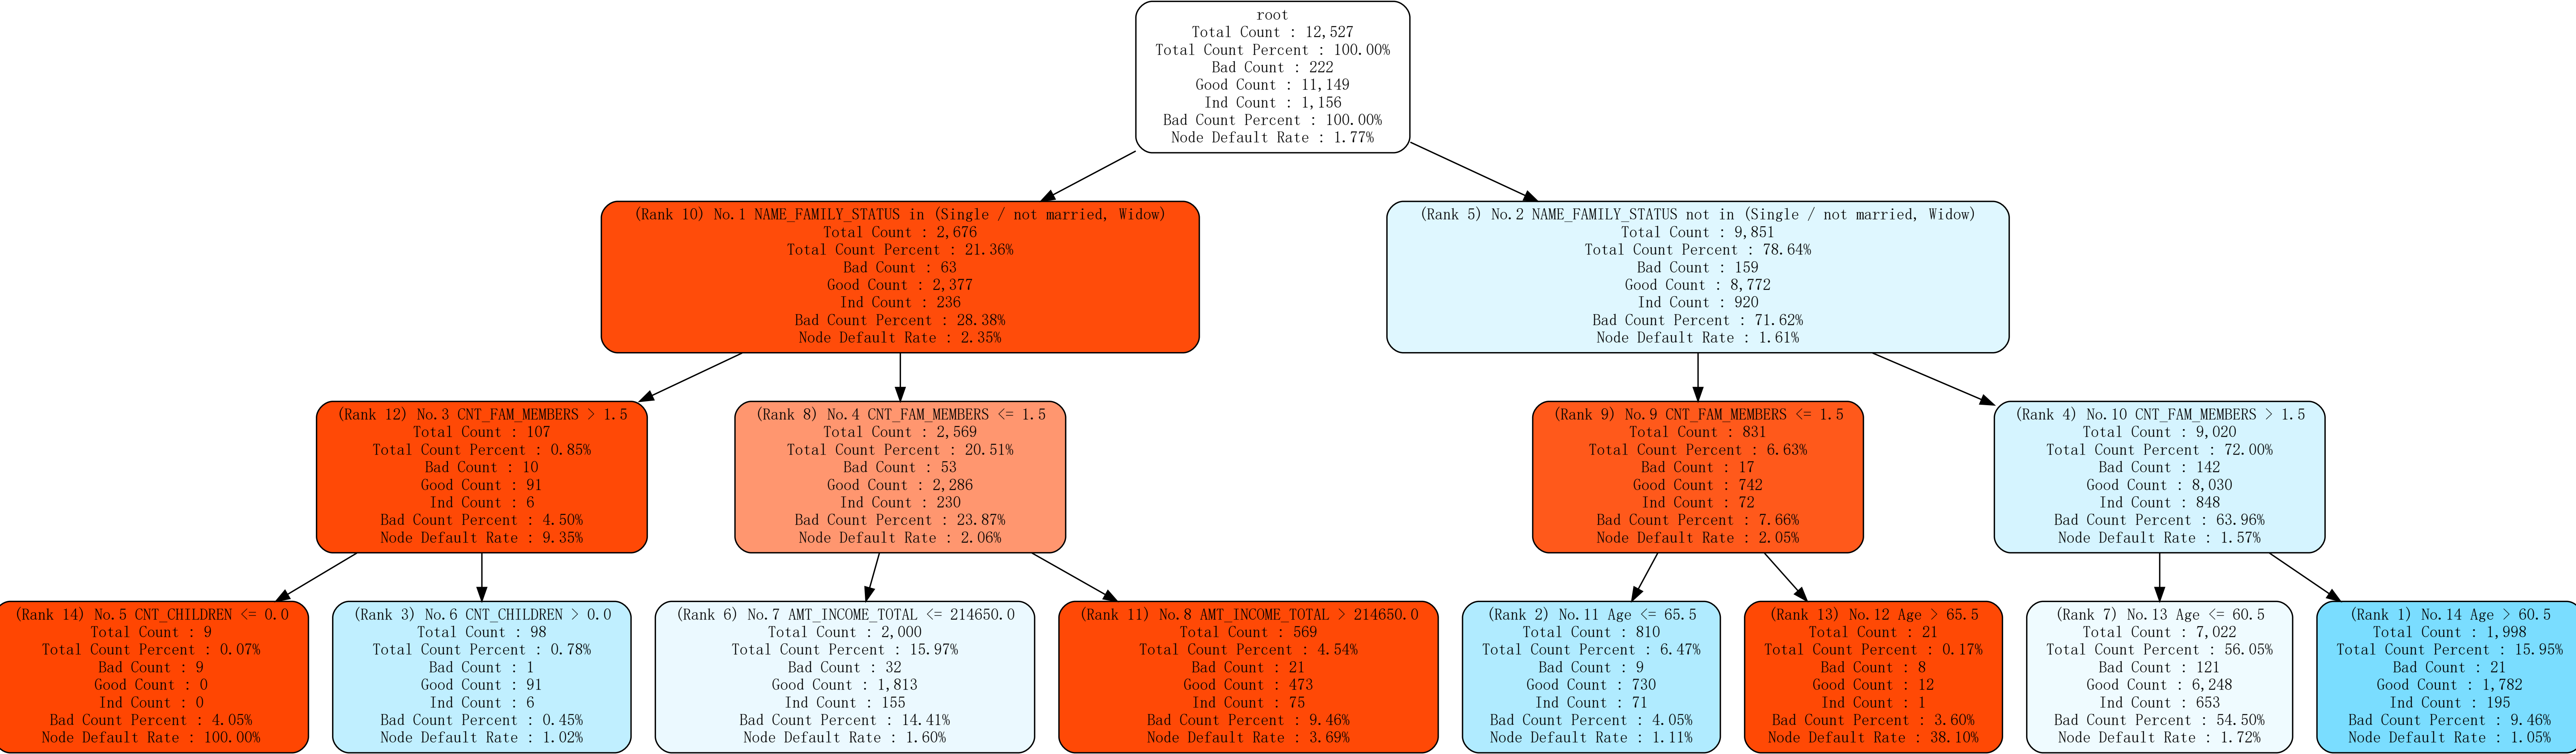 root
Total Count : 12,527
Total Count Percent : 100.00%
Bad Count : 222
Good Count : 11,149
Ind Count : 1,156
Bad Count Percent : 100.00%
Node Default Rate : 1.77%
(Rank 10) No.1 NAME_FAMILY_STATUS in (Single / not married, Widow)
Total Count : 2,676
Total Count Percent : 21.36%
Bad Count : 63
Good Count : 2,377
Ind Count : 236
Bad Count Percent : 28.38%
Node Default Rate : 2.35%
(Rank 5) No.2 NAME_FAMILY_STATUS not in (Single / not married, Widow)
Total Count : 9,851
Total Count Percent : 78.64%
Bad Count : 159
Good Count : 8,772
Ind Count : 920
Bad Count Percent : 71.62%
Node Default Rate : 1.61%
(Rank 12) No.3 CNT_FAM_MEMBERS > 1.5
Total Count : 107
Total Count Percent : 0.85%
Bad Count : 10
Good Count : 91
Ind Count : 6
Bad Count Percent : 4.50%
Node Default Rate : 9.35%
(Rank 8) No.4 CNT_FAM_MEMBERS <= 1.5
Total Count : 2,569
Total Count Percent : 20.51%
Bad Count : 53
Good Count : 2,286
Ind Count : 230
Bad Count Percent : 23.87%
Node Default Rate : 2.06%
(Rank 9) No.9 CNT_FAM_MEMBERS <= 1.5
Total Count : 831
Total Count Percent : 6.63%
Bad Count : 17
Good Count : 742
Ind Count : 72
Bad Count Percent : 7.66%
Node Default Rate : 2.05%
(Rank 4) No.10 CNT_FAM_MEMBERS > 1.5
Total Count : 9,020
Total Count Percent : 72.00%
Bad Count : 142
Good Count : 8,030
Ind Count : 848
Bad Count Percent : 63.96%
Node Default Rate : 1.57%
(Rank 14) No.5 CNT_CHILDREN <= 0.0
Total Count : 9
Total Count Percent : 0.07%
Bad Count : 9
Good Count : 0
Ind Count : 0
Bad Count Percent : 4.05%
Node Default Rate : 100.00%
(Rank 3) No.6 CNT_CHILDREN > 0.0
Total Count : 98
Total Count Percent : 0.78%
Bad Count : 1
Good Count : 91
Ind Count : 6
Bad Count Percent : 0.45%
Node Default Rate : 1.02%
(Rank 6) No.7 AMT_INCOME_TOTAL <= 214650.0
Total Count : 2,000
Total Count Percent : 15.97%
Bad Count : 32
Good Count : 1,813
Ind Count : 155
Bad Count Percent : 14.41%
Node Default Rate : 1.60%
(Rank 11) No.8 AMT_INCOME_TOTAL > 214650.0
Total Count : 569
Total Count Percent : 4.54%
Bad Count : 21
Good Count : 473
Ind Count : 75
Bad Count Percent : 9.46%
Node Default Rate : 3.69%
(Rank 2) No.11 Age <= 65.5
Total Count : 810
Total Count Percent : 6.47%
Bad Count : 9
Good Count : 730
Ind Count : 71
Bad Count Percent : 4.05%
Node Default Rate : 1.11%
(Rank 13) No.12 Age > 65.5
Total Count : 21
Total Count Percent : 0.17%
Bad Count : 8
Good Count : 12
Ind Count : 1
Bad Count Percent : 3.60%
Node Default Rate : 38.10%
(Rank 7) No.13 Age <= 60.5
Total Count : 7,022
Total Count Percent : 56.05%
Bad Count : 121
Good Count : 6,248
Ind Count : 653
Bad Count Percent : 54.50%
Node Default Rate : 1.72%
(Rank 1) No.14 Age > 60.5
Total Count : 1,998
Total Count Percent : 15.95%
Bad Count : 21
Good Count : 1,782
Ind Count : 195
Bad Count Percent : 9.46%
Node Default Rate : 1.05%